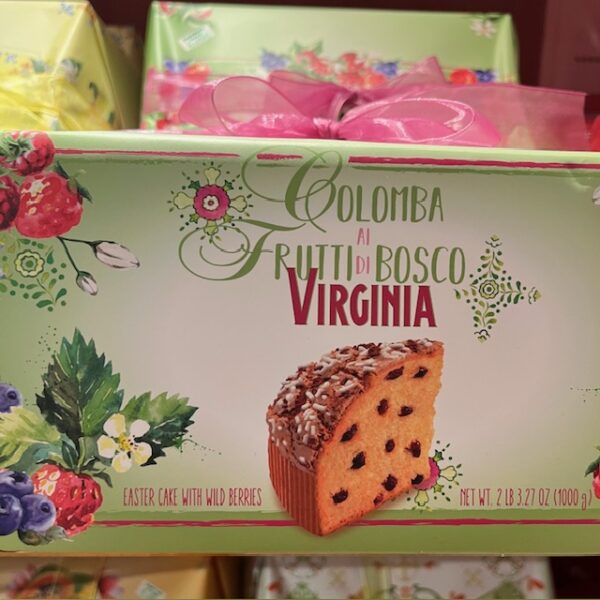 COLOMBA
AI
FRUTTI DI BOSCO
VIRGINIA
EASTER CAKE WITH WILD BERRIES
NET WT. 2 LB 3.27 OZ (1000 g)